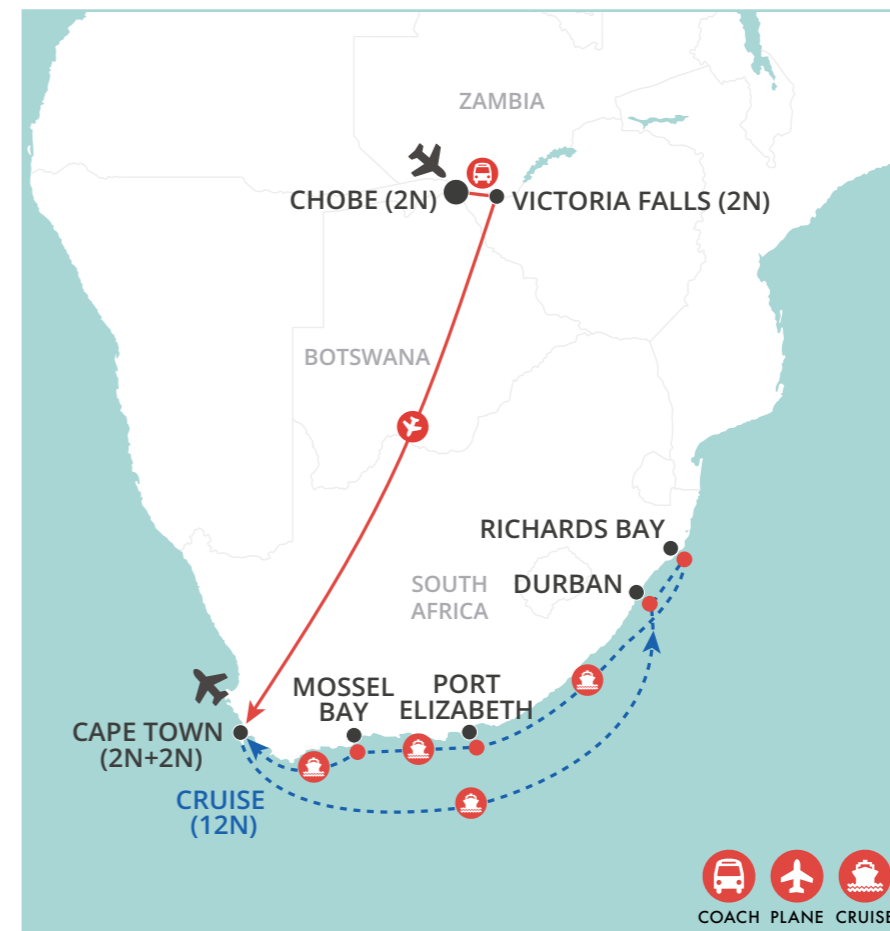 ZAMBIA
CHOBE (2N)
VICTORIA FALLS (2N)
BOTSWANA
RICHARDS BAY
DURBAN
SOUTH
AFRICA
MOSSEL
BAY
PORT
ELIZABETH
CAPE TOWN
(2N+2N)
CRUISE
(12N)
COACH
PLANE
CRUISE